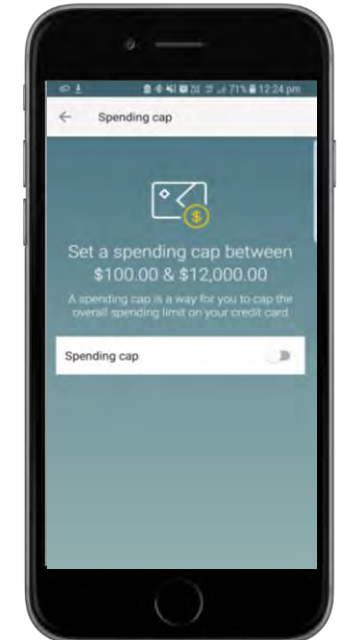 71% 12:24 pm
Spending cap
$
Set a spending cap between
$100.00 & $12,000.00
A spending cap is a way for you to cap the
overall spending limit on your credit card
Spending cap